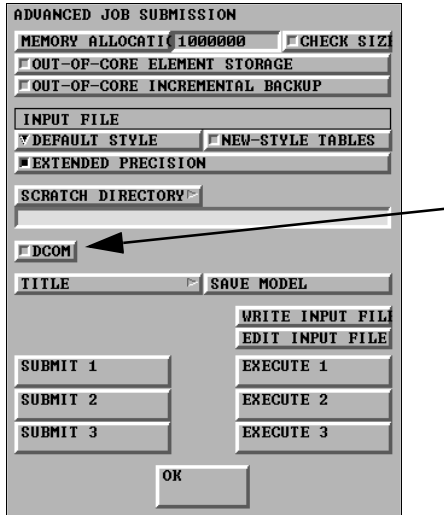 ADVANCED JOB SUBMISSION
MEMORY ALLOCATI( 1000000 CHECK SIZE
OUT-OF-CORE ELEMENT STORAGE
OUT-OF-CORE INCREMENTAL BACKUP
INPUT FILE
DEFAULT STYLE NEW-STYLE TABLES
EXTENDED PRECISION
SCRATCH DIRECTORY
DCOM
TITLE SAVE MODEL
WRITE INPUT FILE
EDIT INPUT FILE
SUBMIT 1 EXECUTE 1
SUBMIT 2 EXECUTE 2
SUBMIT 3 EXECUTE 3
OK